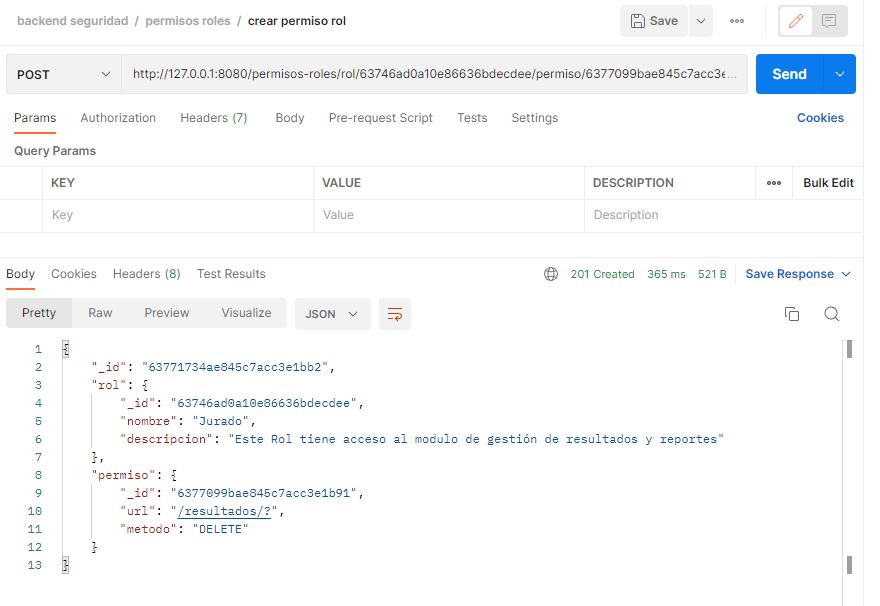 backend seguridad / permisos roles / crear permiso rol
Save
POST
http://127.0.0.1:8080/permisos-roles/rol/63746ad0a10e86636bdecdee/permiso/6377099bae845c7acc3e...
Send
Params Authorization Headers (7) Body Pre-request Script Tests Settings Cookies
Query Params
KEY VALUE DESCRIPTION Bulk Edit
Key Value Description
Body Cookies Headers (8) Test Results 201 Created 365 ms 521 B Save Response
Pretty Raw Preview Visualize JSON
1 {
2 "_id": "63771734ae845c7acc3e1bb2",
3 "rol": {
4 "_id": "63746ad0a10e86636bdecdee",
5 "nombre": "Jurado",
6 "descripcion": "Este Rol tiene acceso al modulo de gestión de resultados y reportes"
7 },
8 "permiso": {
9 "_id": "6377099bae845c7acc3e1b91",
10 "url": "/resultados/?",
11 "metodo": "DELETE"
12 }
13 }